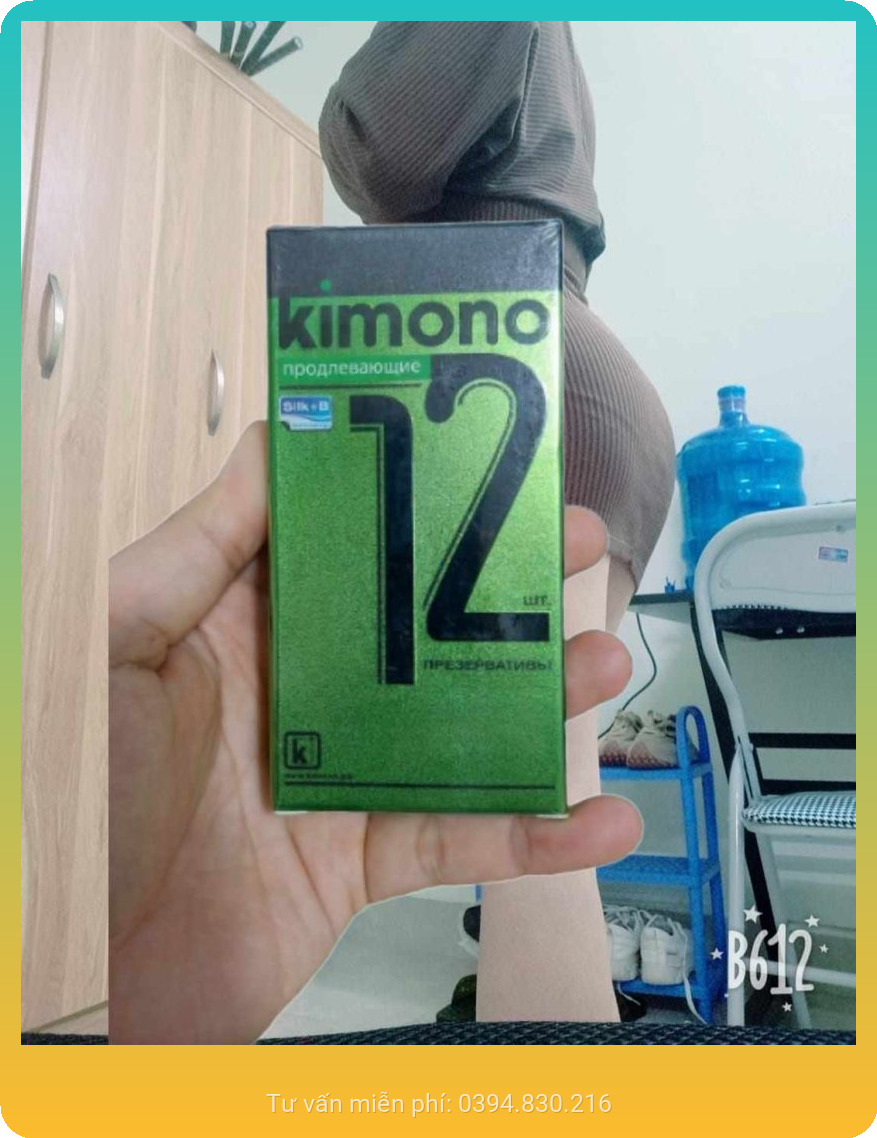 kimono
продлевающие
Silk+B
12
шт.
ПРЕЗЕРВАТИВЫ
k
B612
Tư vấn miễn phí: 0394.830.216